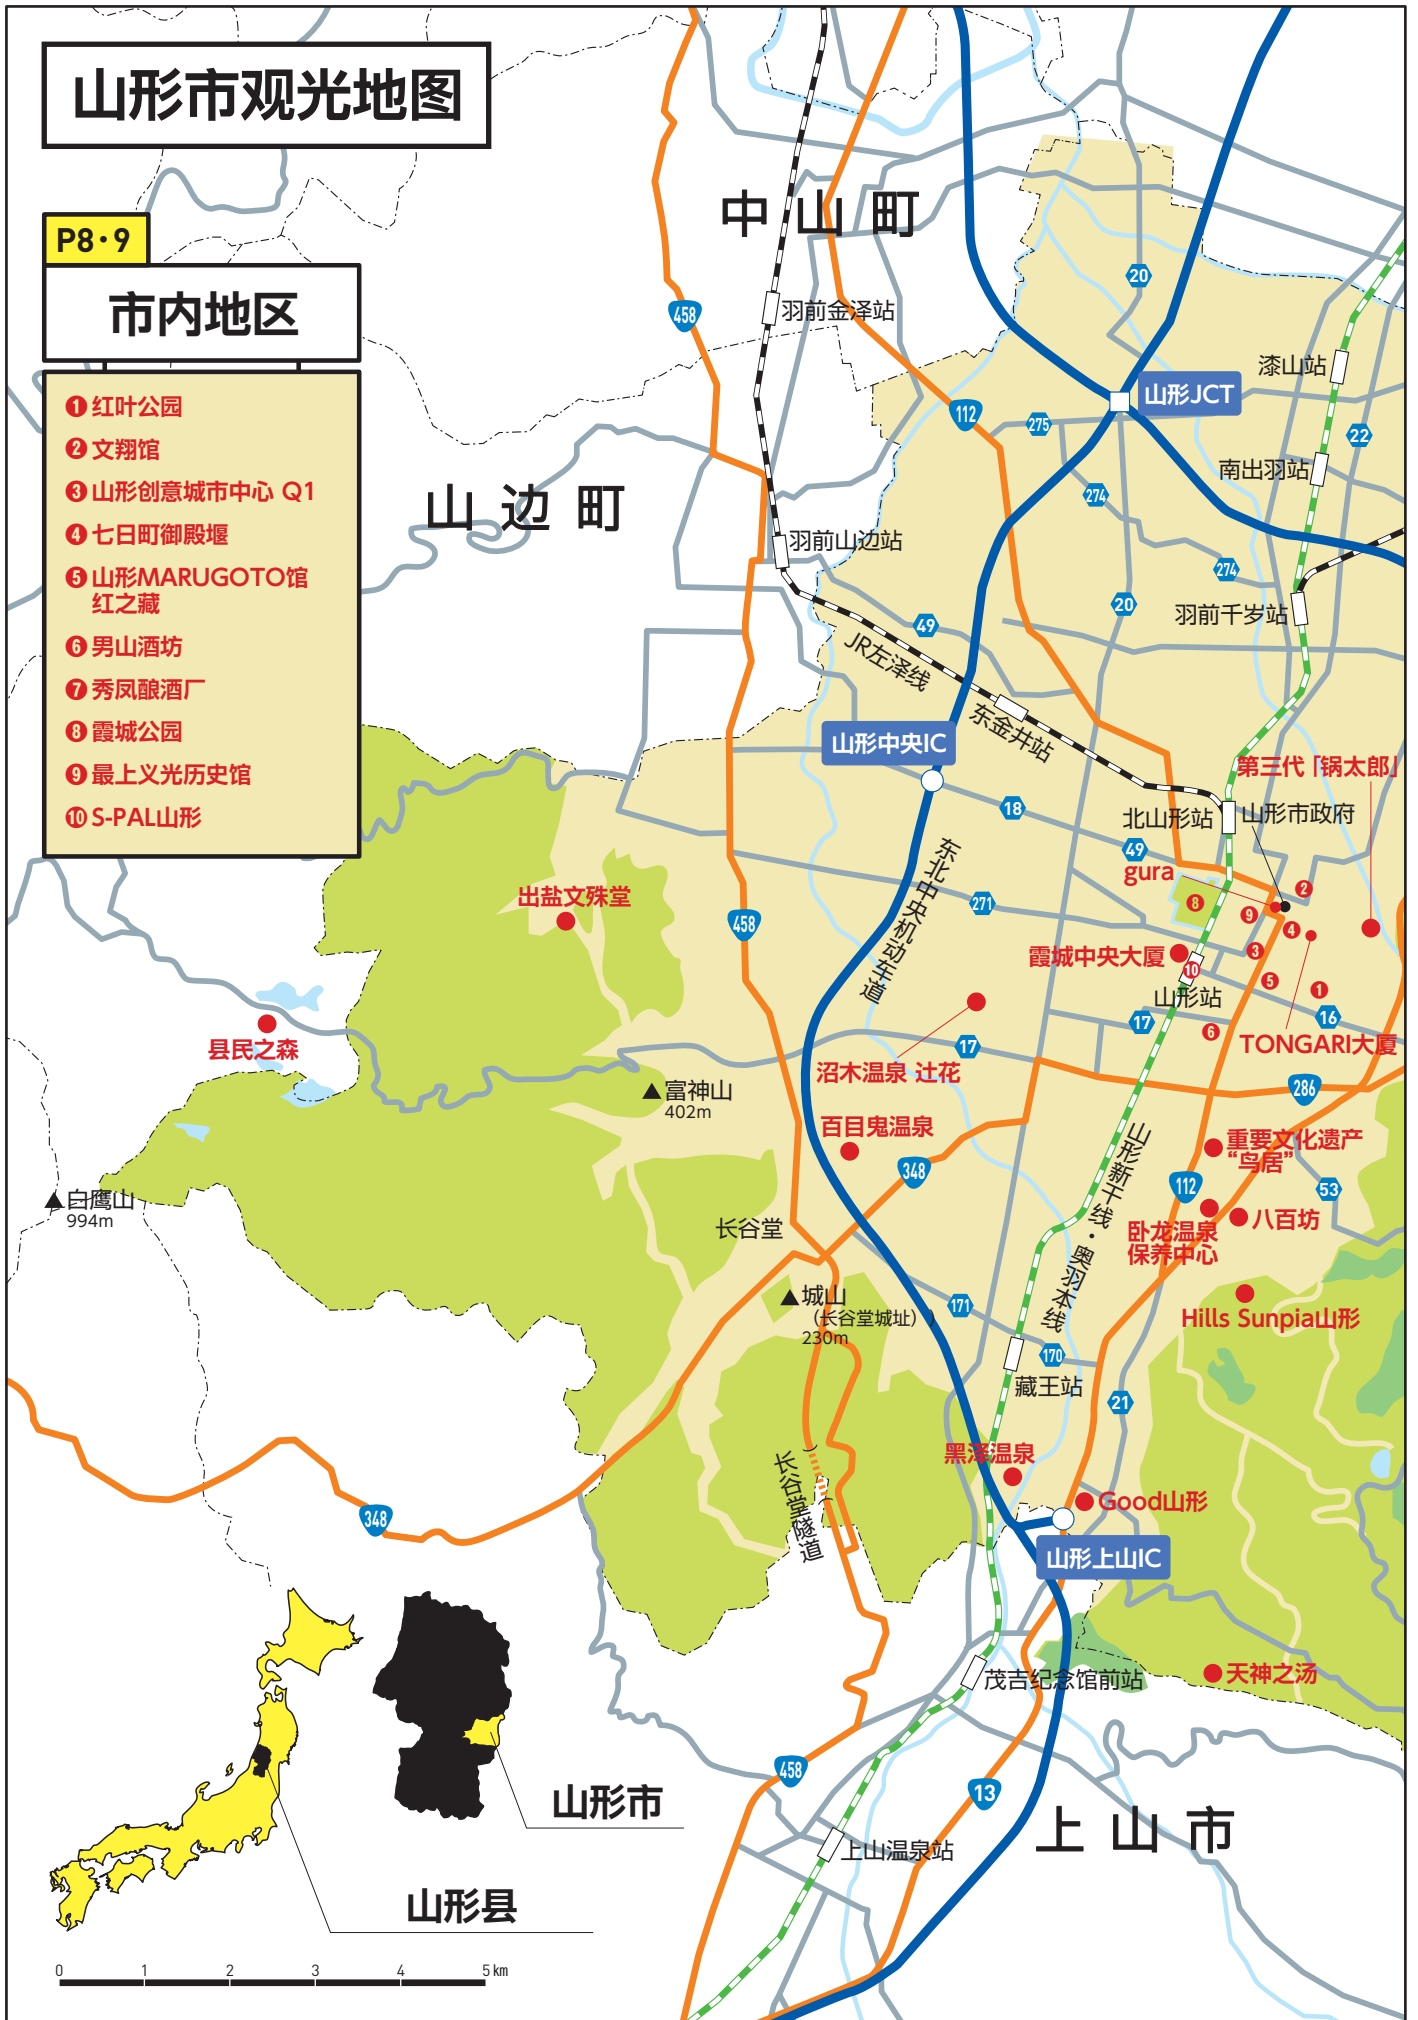 山形市观光地图
P8・9
市内地区
❶ 红叶公园
❷ 文翔馆
❸ 山形创意城市中心 Q1
❹ 七日町御殿堰
❺ 山形MARUGOTO馆
红之藏
❻ 男山酒坊
❼ 秀凤酿酒厂
❽ 霞城公园
❾ 最上义光历史馆
❿ S-PAL山形
中山町
山边町
上山市
458
羽前金泽站
20
漆山站
山形JCT
112
275
22
南出羽站
274
羽前山边站
274
20
羽前千岁站
49
JR左泽线
东金井站
山形中央IC
第三代「锅太郎」
18
北山形站
山形市政府
49
gura
东北中央机动车道
出盐文殊堂
458
271
❷
❽
❾
❹
❸
霞城中央大厦
❿
❺
❶
山形站
16
17
❻
TONGARI大厦
县民之森
17
沼木温泉 辻花
富神山
402m
286
百目鬼温泉
重要文化遗产
“鸟居”
348
山形新干线・奥羽本线
112
53
白鹰山
994m
长谷堂
卧龙温泉
保养中心
八百坊
城山
(长谷堂城址))
230m
171
Hills Sunpia山形
170
藏王站
21
黑泽温泉
长谷堂隧道
Good山形
348
山形上山IC
茂吉纪念馆前站
天神之汤
458
13
上山温泉站
山形市
山形县
0 1 2 3 4 5km